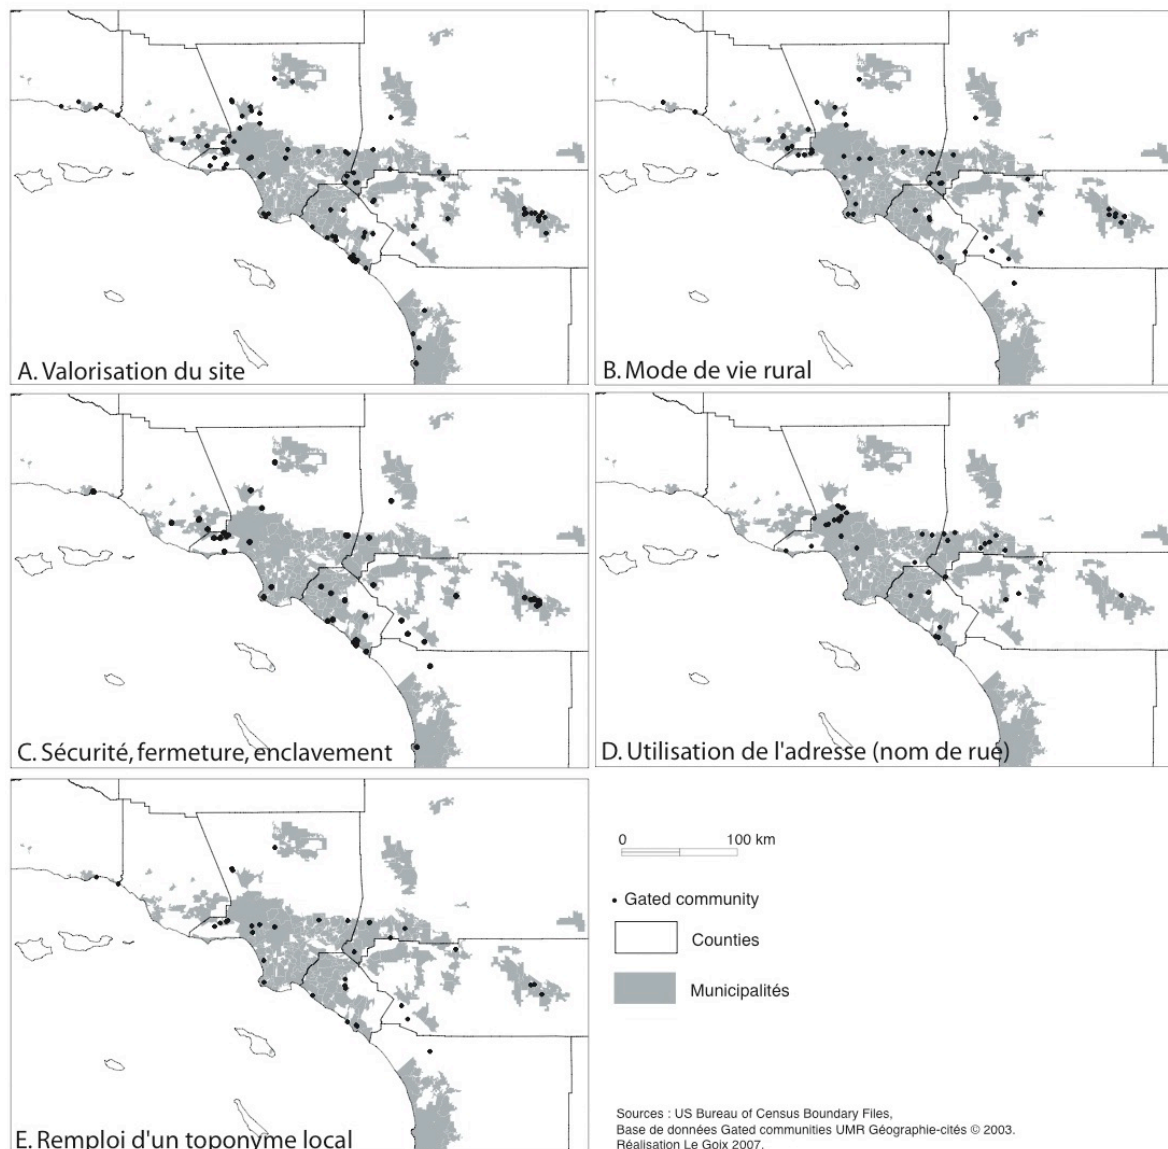 A. Valorisation du site
B. Mode de vie rural
C. Sécurité, fermeture, enclavement
D. Utilisation de l'adresse (nom de rue)
E. Remploi d'un toponyme local
0 100 km
Gated community
Counties
Municipalités
Sources : US Bureau of Census Boundary Files,
Base de données Gated communities UMR Géographie-cités © 2003.
Réalisation Le Goix 2007.